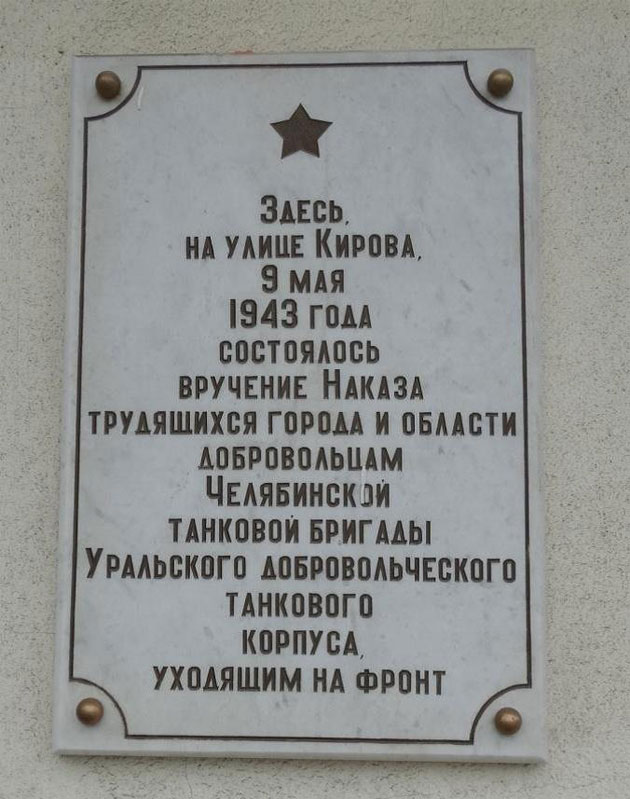 Здесь,
на улице Кирова,
9 мая
1943 года
состоялось
вручение Наказа
трудящихся города и области
добровольцам
Челябинской
танковой бригады
Уральского добровольческого
танкового
корпуса,
уходящим на фронт